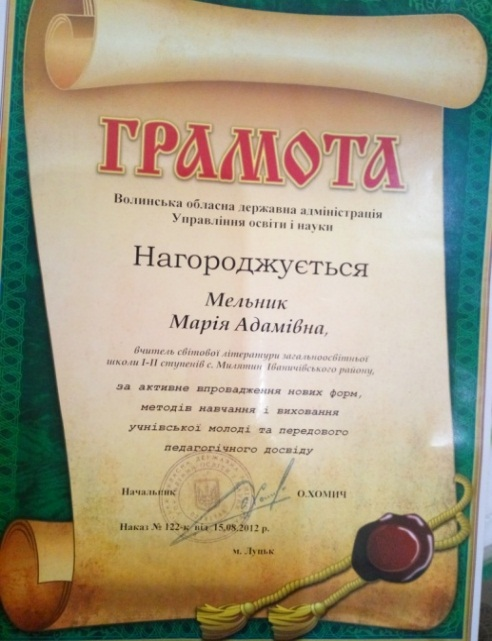 ГРАМОТА
Волинська обласна державна адміністрація
Управління освіти і науки
Нагороджується
Мельник
Марія Адамівна,
вчитель світової літератури загальноосвітньої
школи І-ІІ ступенів с. Милятин Іваничівського району,
за активне впровадження нових форм,
методів навчання і виховання
учнівської молоді та передового
педагогічного досвіду
Начальник О.ХОМИЧ
Наказ № 122-к від 15,08.2012 р.
м. Луцьк